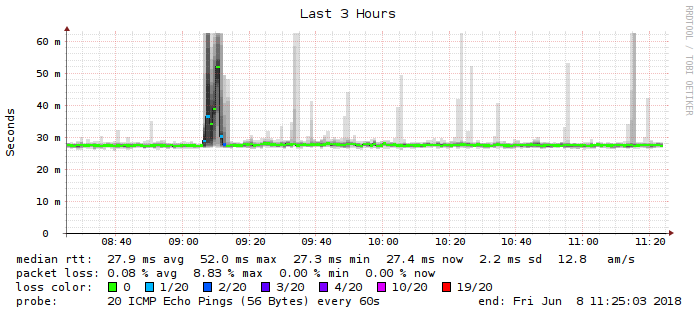 Last 3 Hours
RRDTOOL / TOBI OETIKER
Seconds
60 m
50 m
40 m
30 m
20 m
10 m
0
08:40 09:00 09:20 09:40 10:00 10:20 10:40 11:00 11:20
median rtt: 27.9 ms avg 52.0 ms max 27.3 ms min 27.4 ms now 2.2 ms sd 12.8 am/s
packet loss: 0.08 % avg 8.83 % max 0.00 % min 0.00 % now
loss color: 0 1/20 2/20 3/20 4/20 10/20 19/20
probe: 20 ICMP Echo Pings (56 Bytes) every 60s end: Fri Jun 8 11:25:03 2018